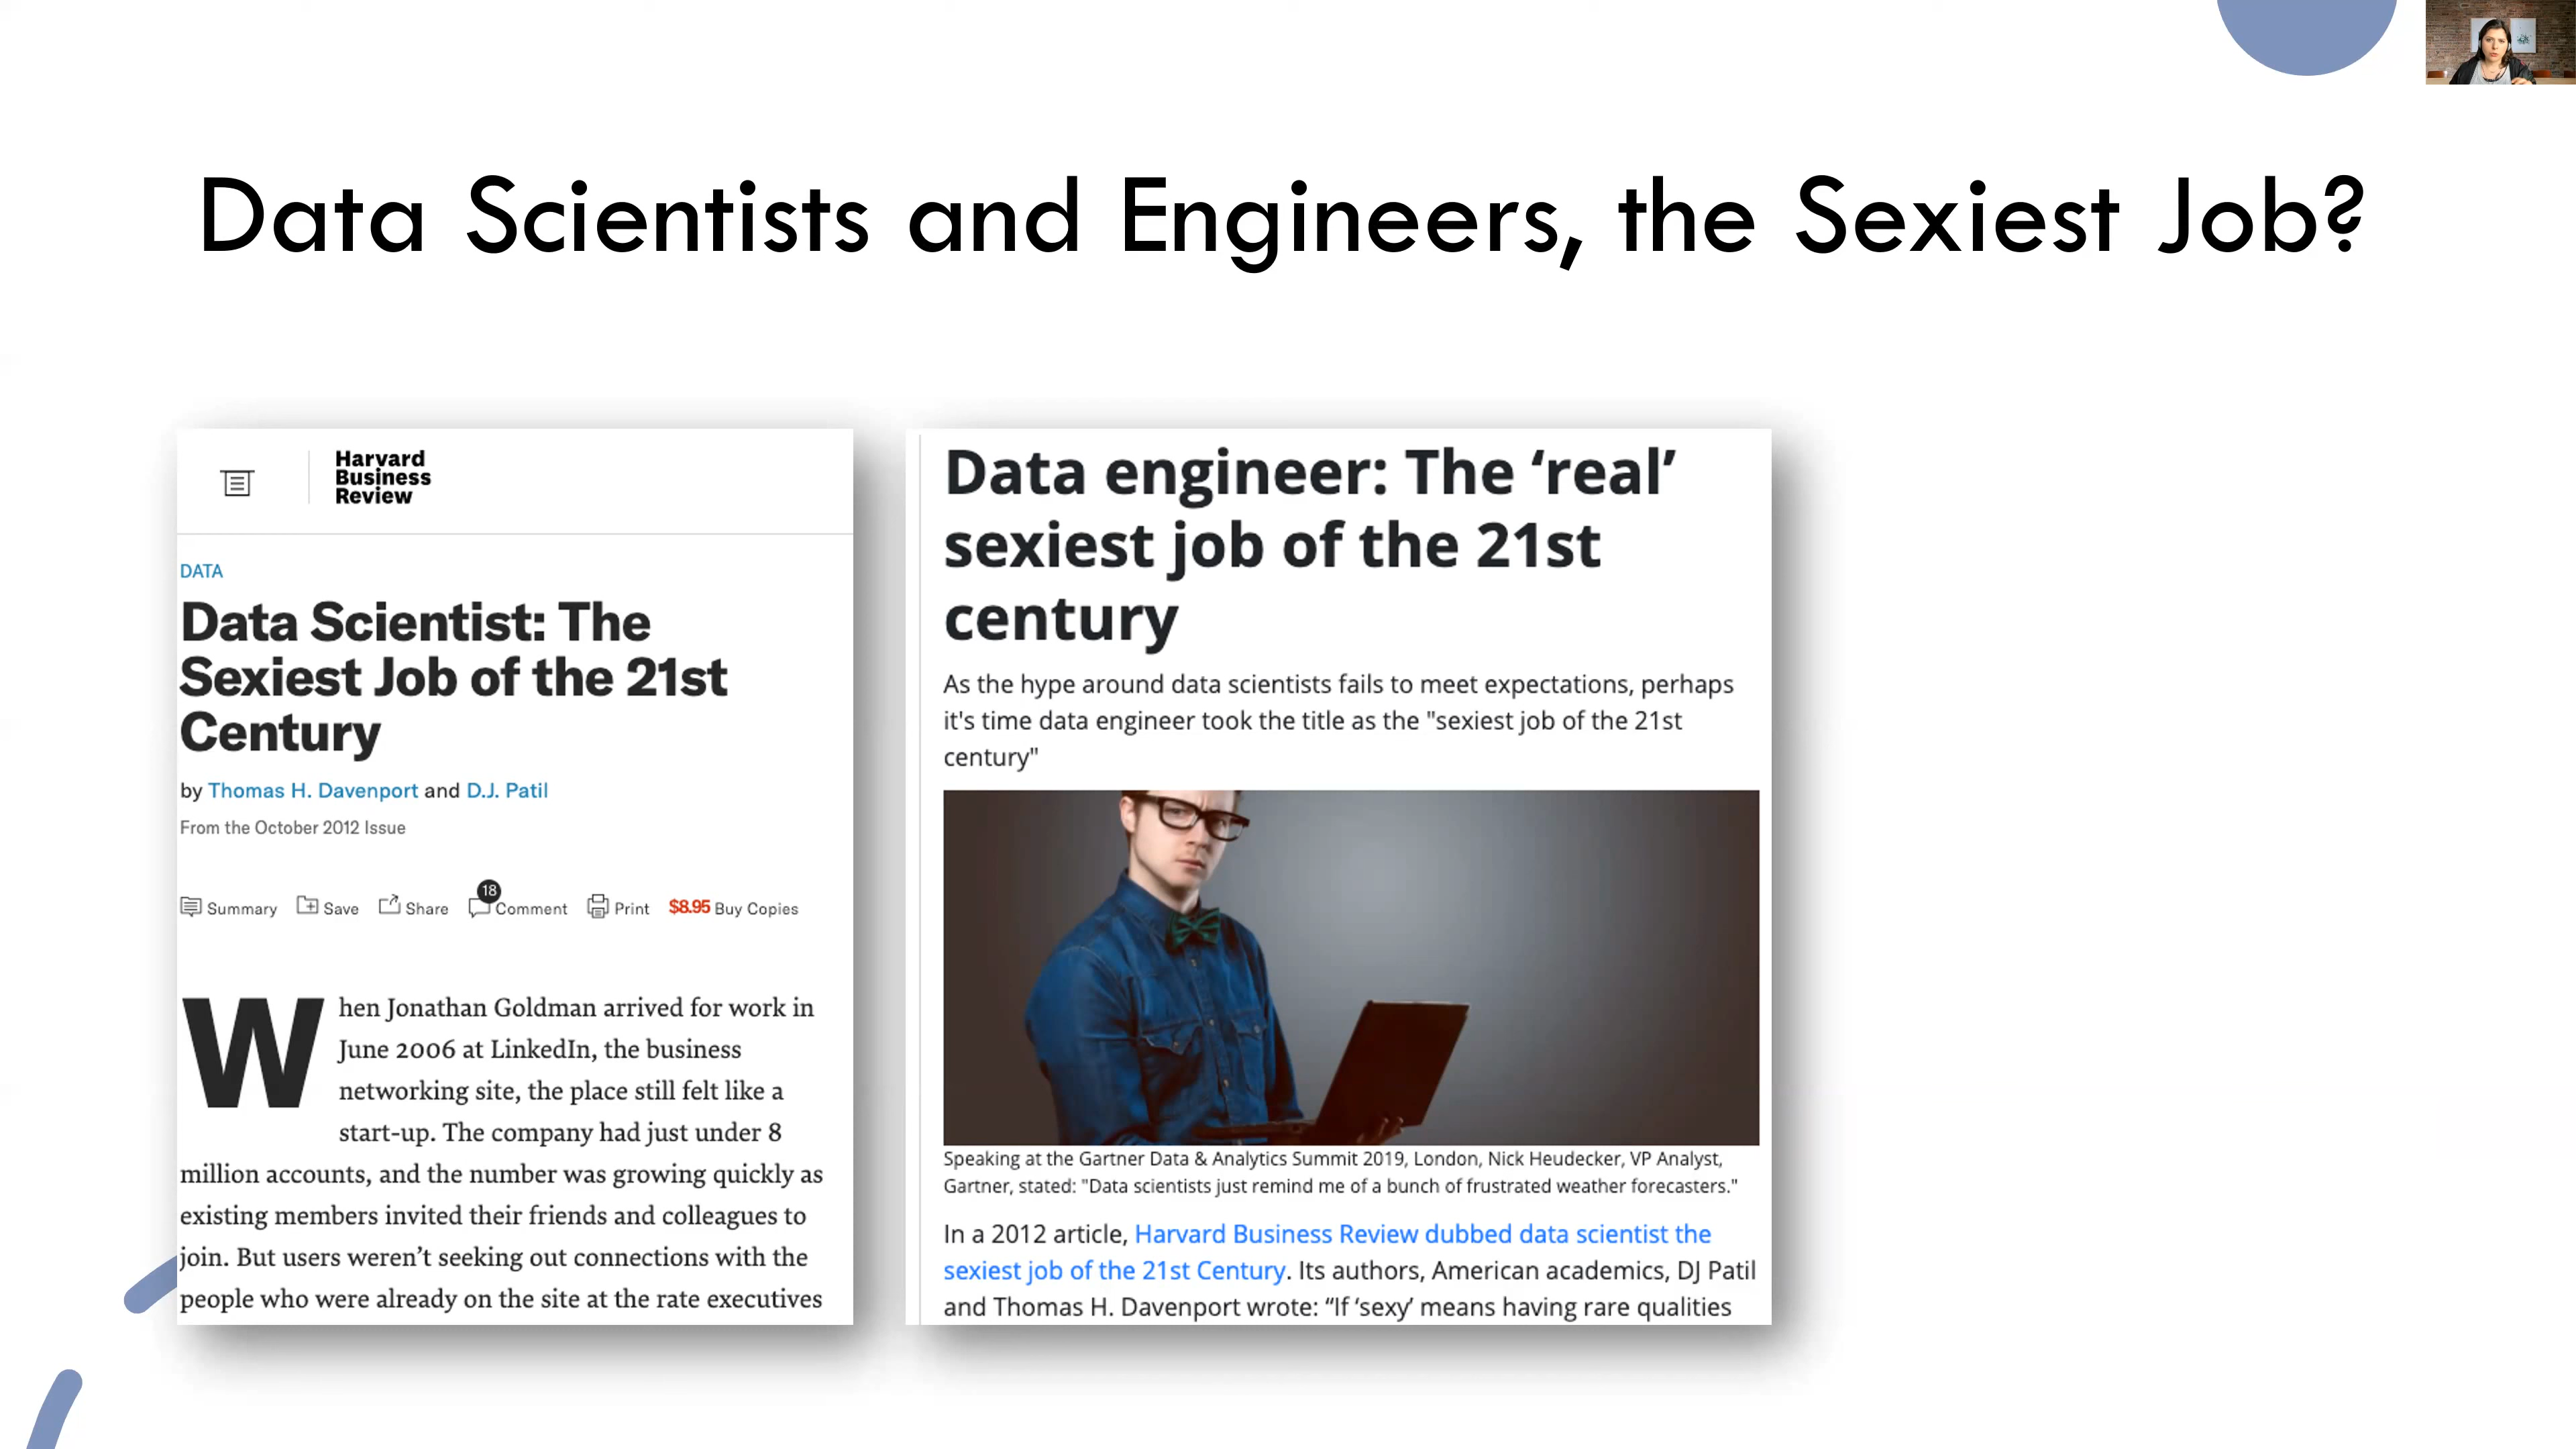 Data Scientists and Engineers, the Sexiest Job?
Harvard
Business
Review
DATA
Data Scientist: The
Sexiest Job of the 21st
Century
by Thomas H. Davenport and D.J. Patil
From the October 2012 Issue
Summary Save Share 18 Comment Print $8.95 Buy Copies
When Jonathan Goldman arrived for work in
June 2006 at LinkedIn, the business
networking site, the place still felt like a
start-up. The company had just under 8
million accounts, and the number was growing quickly as
existing members invited their friends and colleagues to
join. But users weren’t seeking out connections with the
people who were already on the site at the rate executives
Data engineer: The ‘real’
sexiest job of the 21st
century
As the hype around data scientists fails to meet expectations, perhaps
it's time data engineer took the title as the "sexiest job of the 21st
century"
Speaking at the Gartner Data & Analytics Summit 2019, London, Nick Heudecker, VP Analyst,
Gartner, stated: "Data scientists just remind me of a bunch of frustrated weather forecasters."
In a 2012 article, Harvard Business Review dubbed data scientist the
sexiest job of the 21st Century. Its authors, American academics, DJ Patil
and Thomas H. Davenport wrote: “If ‘sexy’ means having rare qualities